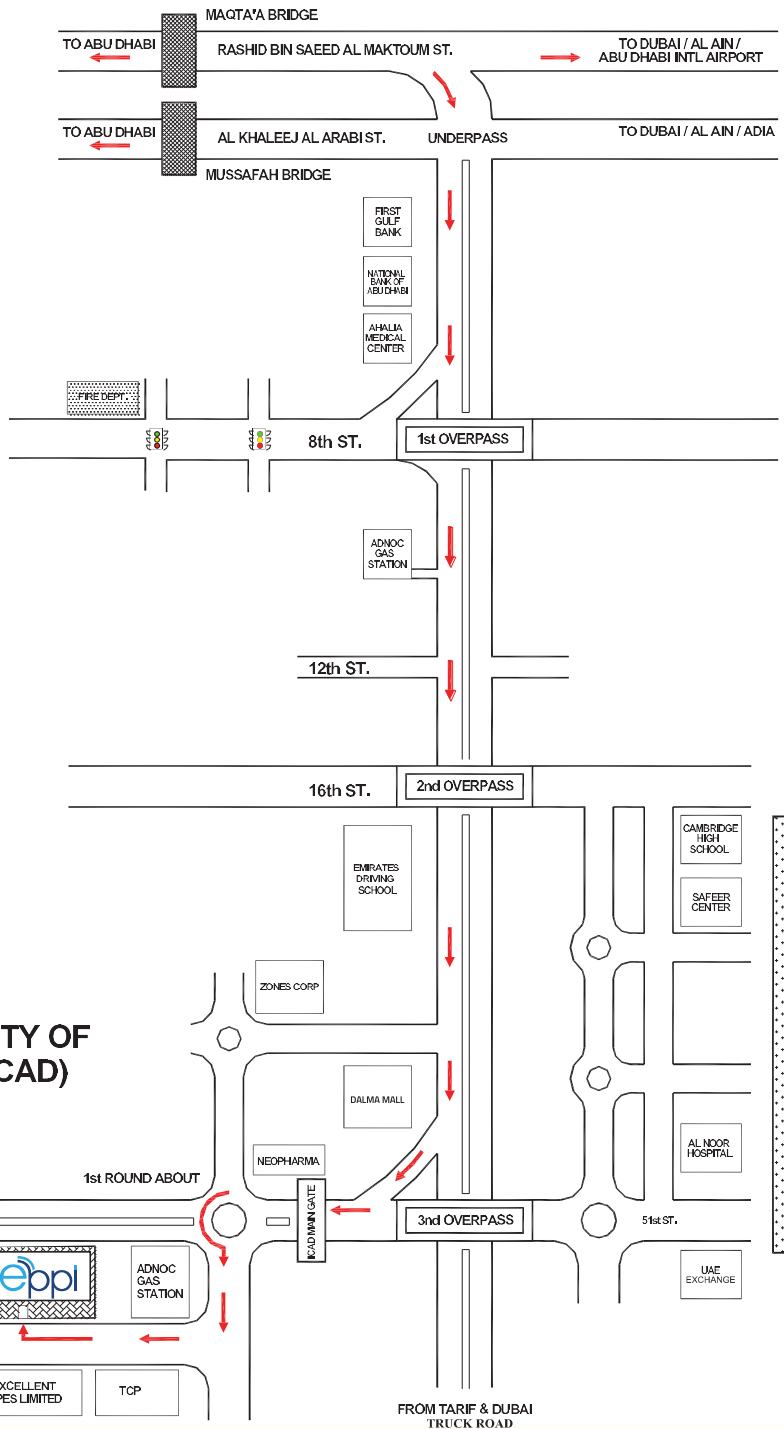 MAQTA'A BRIDGE
TO ABU DHABI
RASHID BIN SAEED AL MAKTOUM ST.
TO DUBAI / AL AIN /
ABU DHABI INTL AIRPORT
TO ABU DHABI
AL KHALEEJ AL ARABI ST.
UNDERPASS
TO DUBAI / AL AIN / ADIA
MUSSAFAH BRIDGE
FIRST
GULF
BANK
NATIONAL
BANK OF
ABU DHABI
AHALIA
MEDICAL
CENTER
FIRE DEPT.
8th ST.
1st OVERPASS
ADNOC
GAS
STATION
12th ST.
16th ST.
2nd OVERPASS
EMIRATES
DRIVING
SCHOOL
CAMBRIDGE
HIGH
SCHOOL
SAFEER
CENTER
ZONES CORP
TY OF
CAD)
DALMA MALL
NEOPHARMA
AL NOOR
HOSPITAL
1st ROUND ABOUT
ICAD MAIN GATE
3nd OVERPASS
51st ST.
eppi
ADNOC
GAS
STATION
UAE
EXCHANGE
XCELLENT
PES LIMITED
TCP
FROM TARIF & DUBAI
TRUCK ROAD